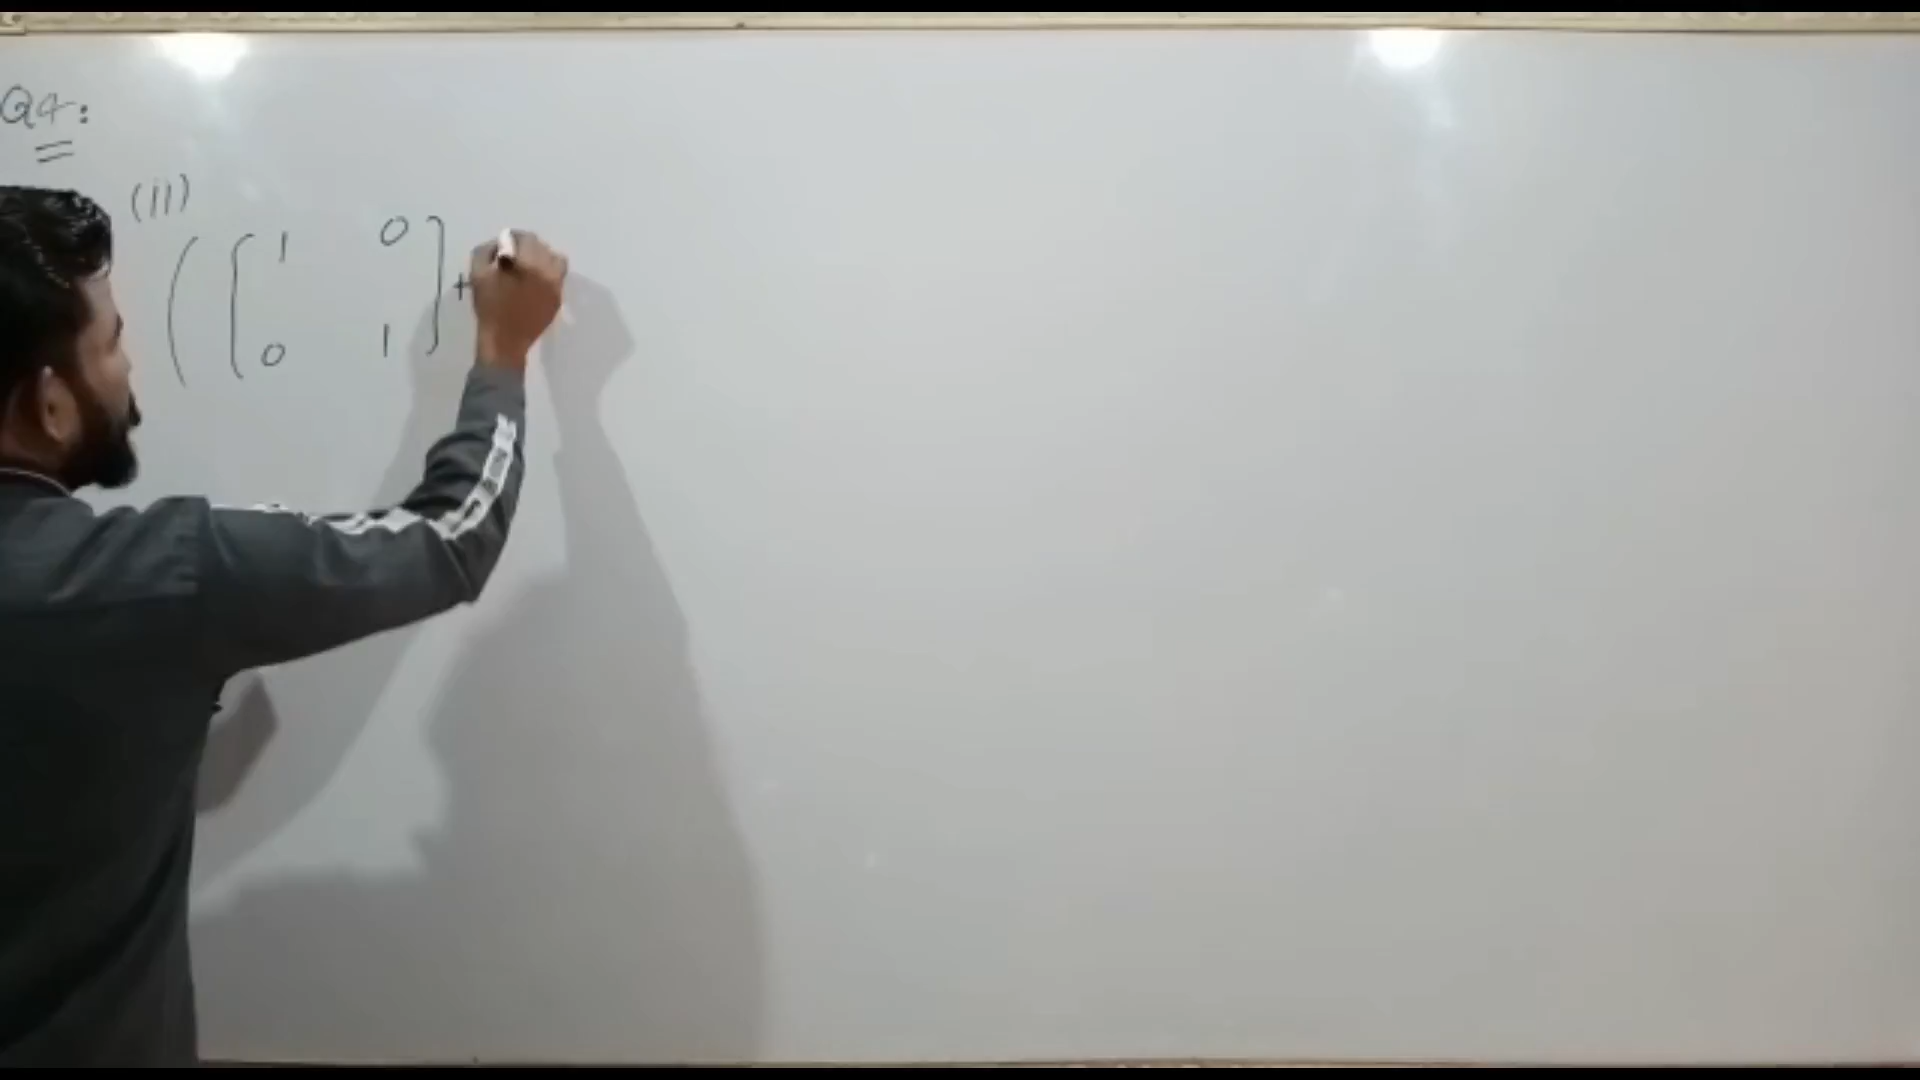 Q4:
(ii)
( [ 1 0 ] +
0 1